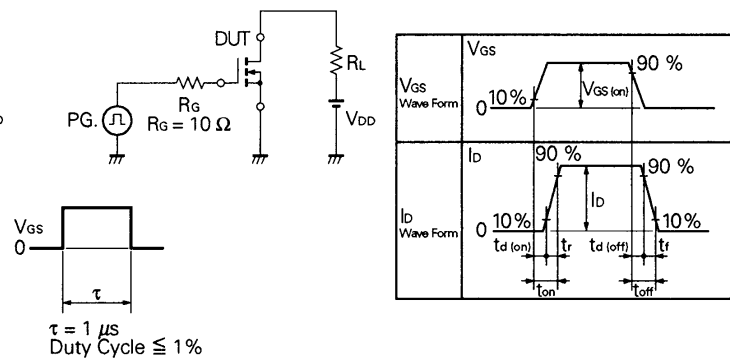 DUT
RL
RG
RG = 10 Ω
PG.
VDD
VGS
0
τ
τ = 1 μs
Duty Cycle ≦ 1%
VGS
Wave Form
VGS
10%
0
VGS (on)
90 %
ID
Wave Form
ID
90 %
90 %
10%
0
ID
10%
td (on)
tr
td (off)
tf
ton
toff